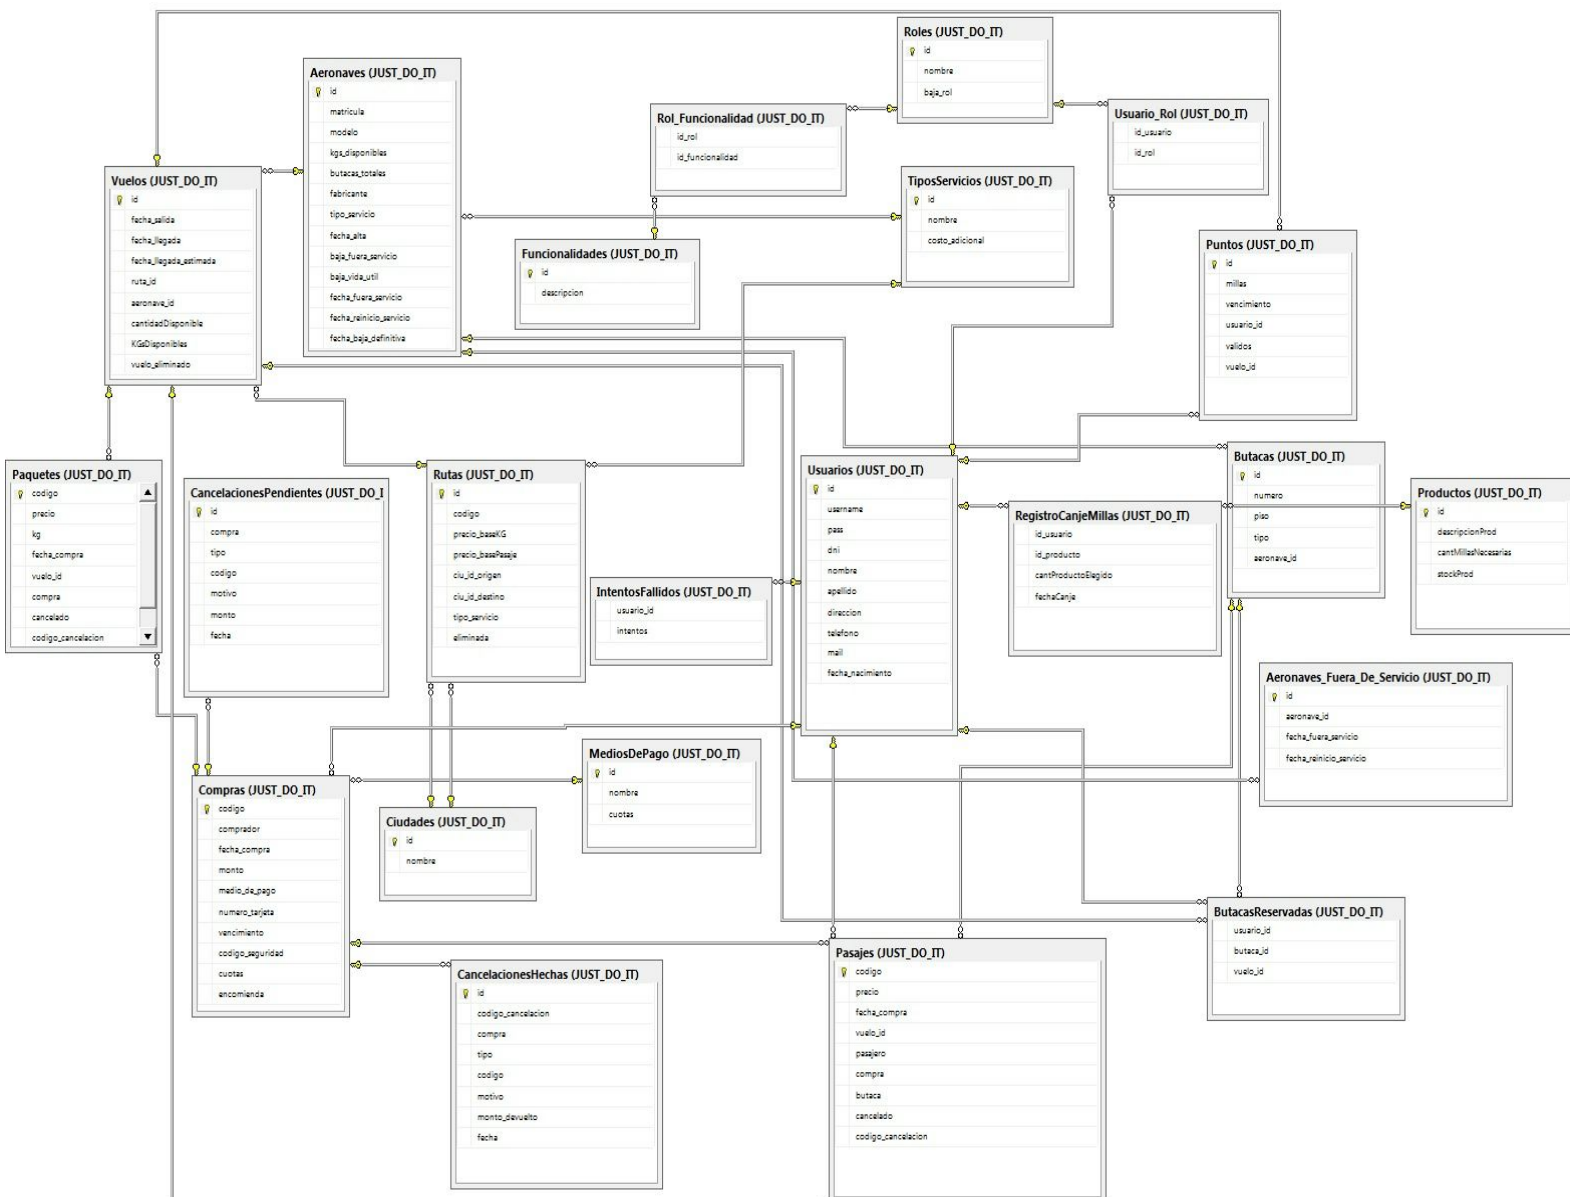 Roles (JUST_DO_IT)
id
nombre
baja_rol
Aeronaves (JUST_DO_IT)
id
matricula
modelo
kgs_disponibles
butacas_totales
fabricante
tipo_servicio
fecha_alta
baja_fuera_servicio
baja_vida_util
fecha_fuera_servicio
fecha_reinicio_servicio
fecha_baja_definitiva
Rol_Funcionalidad (JUST_DO_IT)
id_rol
id_funcionalidad
Usuario_Rol (JUST_DO_IT)
id_usuario
id_rol
Vuelos (JUST_DO_IT)
id
fecha_salida
fecha_llegada
fecha_llegada_estimada
ruta_id
aeronave_id
cantidadDisponible
KGsDisponibles
vuelo_eliminado
TiposServicios (JUST_DO_IT)
id
nombre
costo_adicional
Funcionalidades (JUST_DO_IT)
id
descripcion
Puntos (JUST_DO_IT)
id
millas
vencimiento
usuario_id
validos
vuelo_id
Paquetes (JUST_DO_IT)
codigo
precio
kg
fecha_compra
vuelo_id
compra
cancelado
codigo_cancelacion
CancelacionesPendientes (JUST_DO_I
id
compra
tipo
codigo
motivo
monto
fecha
Rutas (JUST_DO_IT)
id
codigo
precio_baseKG
precio_basePasaje
ciu_id_origen
ciu_id_destino
tipo_servicio
eliminada
Usuarios (JUST_DO_IT)
id
username
pass
dni
nombre
apellido
direccion
telefono
mail
fecha_nacimiento
Butacas (JUST_DO_IT)
id
numero
piso
tipo
aeronave_id
Productos (JUST_DO_IT)
id
descripcionProd
cantMillasNecesarias
stockProd
RegistroCanjeMillas (JUST_DO_IT)
id_usuario
id_producto
cantProductoElegido
fechaCanje
IntentosFallidos (JUST_DO_IT)
usuario_id
intentos
Aeronaves_Fuera_De_Servicio (JUST_DO_IT)
id
aeronave_id
fecha_fuera_servicio
fecha_reinicio_servicio
MediosDePago (JUST_DO_IT)
id
nombre
cuotas
Compras (JUST_DO_IT)
codigo
comprador
fecha_compra
monto
medio_de_pago
numero_tarjeta
vencimiento
codigo_seguridad
cuotas
encomienda
Ciudades (JUST_DO_IT)
id
nombre
ButacasReservadas (JUST_DO_IT)
usuario_id
butaca_id
vuelo_id
Pasajes (JUST_DO_IT)
codigo
precio
fecha_compra
vuelo_id
pasajero
compra
butaca
cancelado
codigo_cancelacion
CancelacionesHechas (JUST_DO_IT)
id
codigo_cancelacion
compra
tipo
codigo
motivo
monto_devuelto
fecha